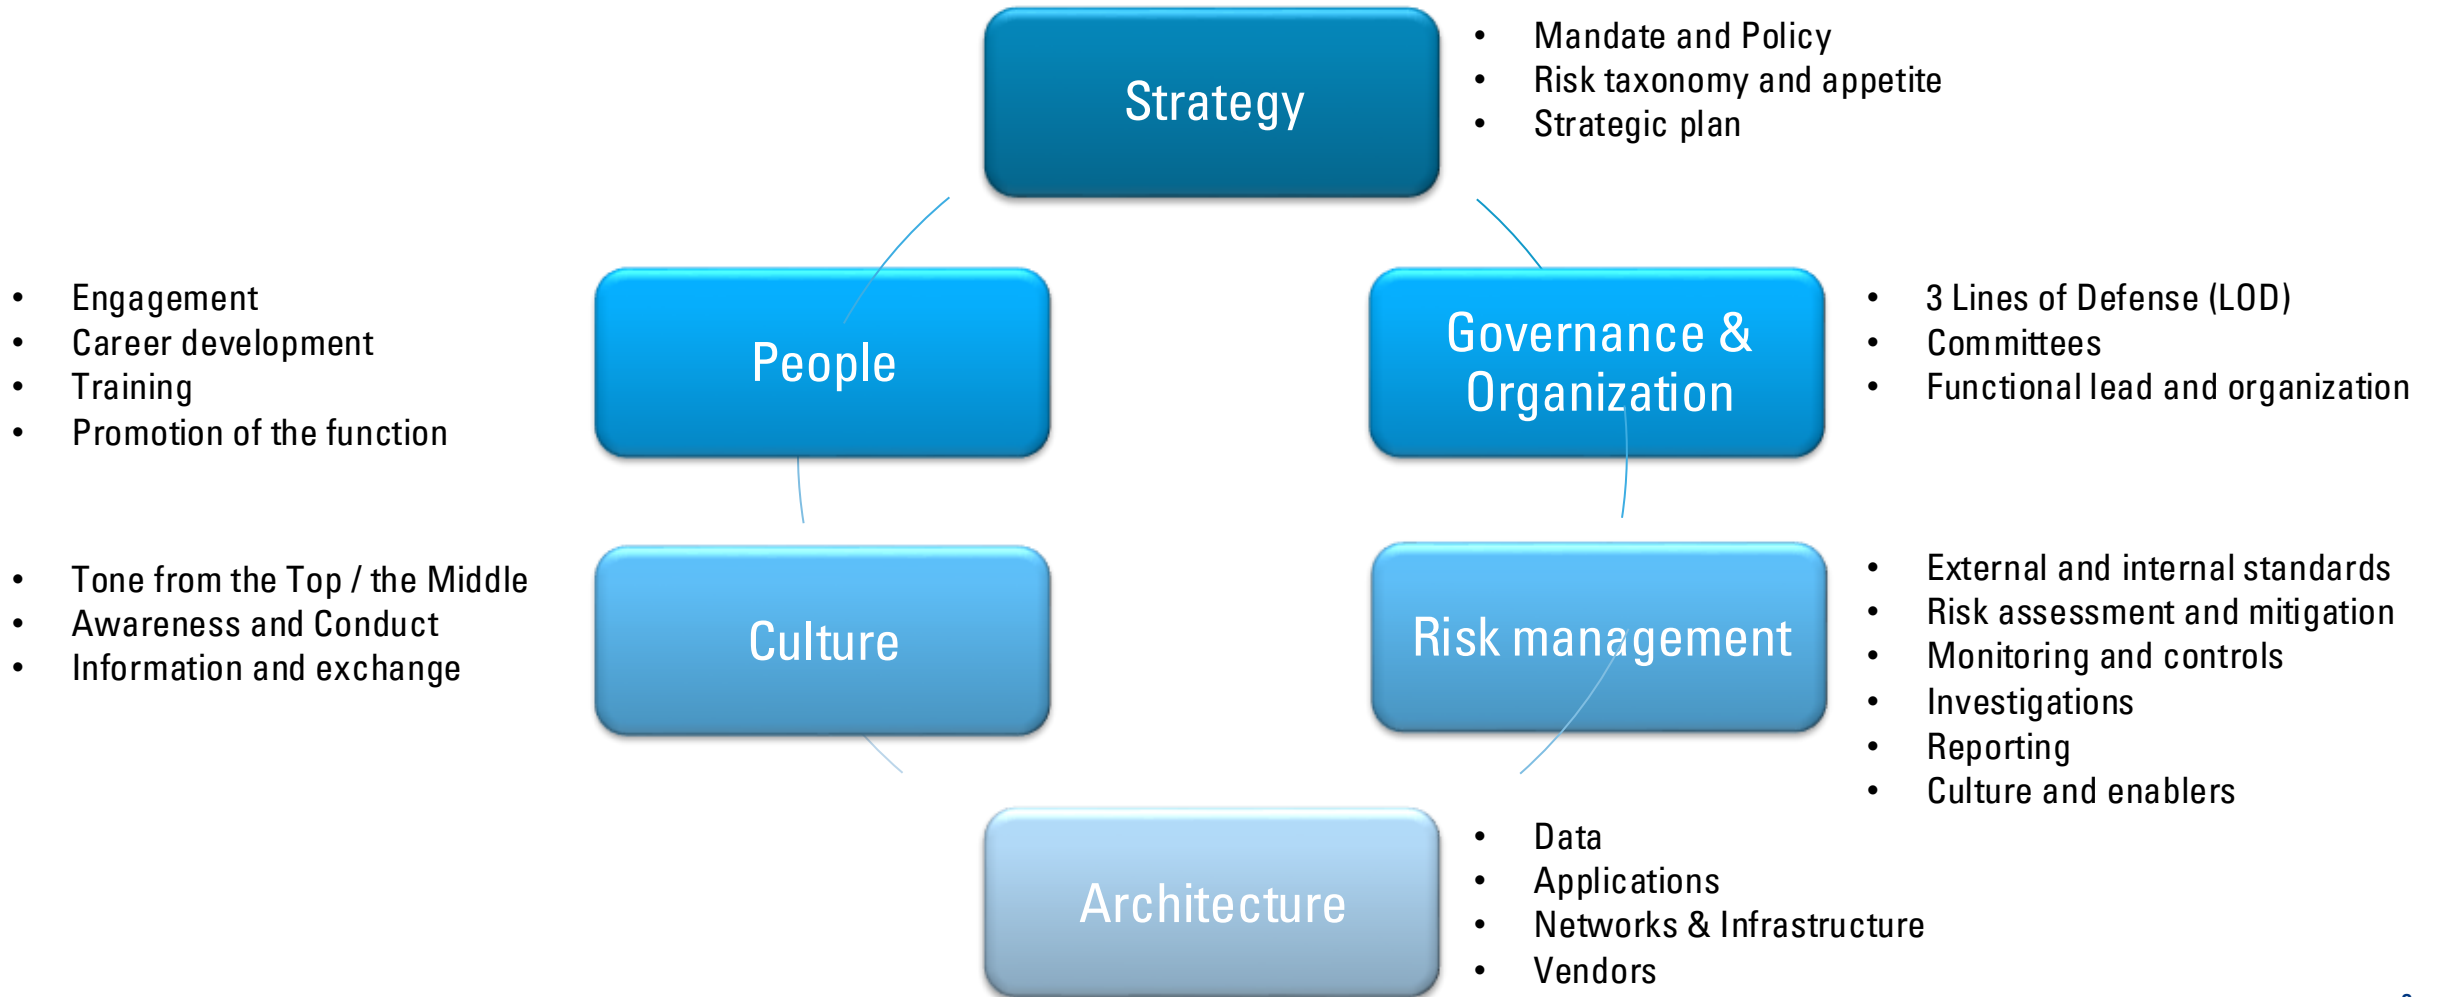 Strategy
• Mandate and Policy
• Risk taxonomy and appetite
• Strategic plan
Governance &
Organization
• 3 Lines of Defense (LOD)
• Committees
• Functional lead and organization
Risk management
• External and internal standards
• Risk assessment and mitigation
• Monitoring and controls
• Investigations
• Reporting
• Culture and enablers
Architecture
• Data
• Applications
• Networks & Infrastructure
• Vendors
Culture
• Tone from the Top / the Middle
• Awareness and Conduct
• Information and exchange
People
• Engagement
• Career development
• Training
• Promotion of the function